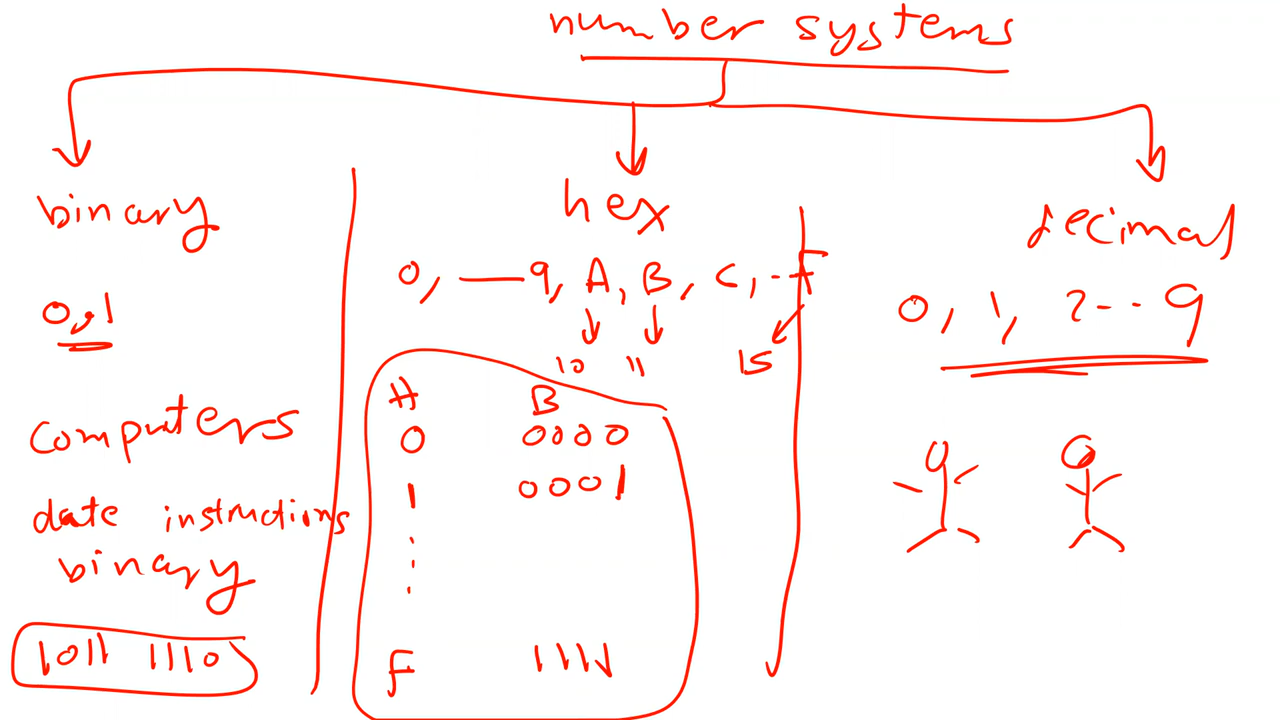 number systems
binary
0,1
computers
date instructions
binary
1011 1110
hex
0, — 9, A, B, C, -- F
10 11 15
H B
0 0000
1 0001
F 1111
decimal
0, 1, 2 -- 9